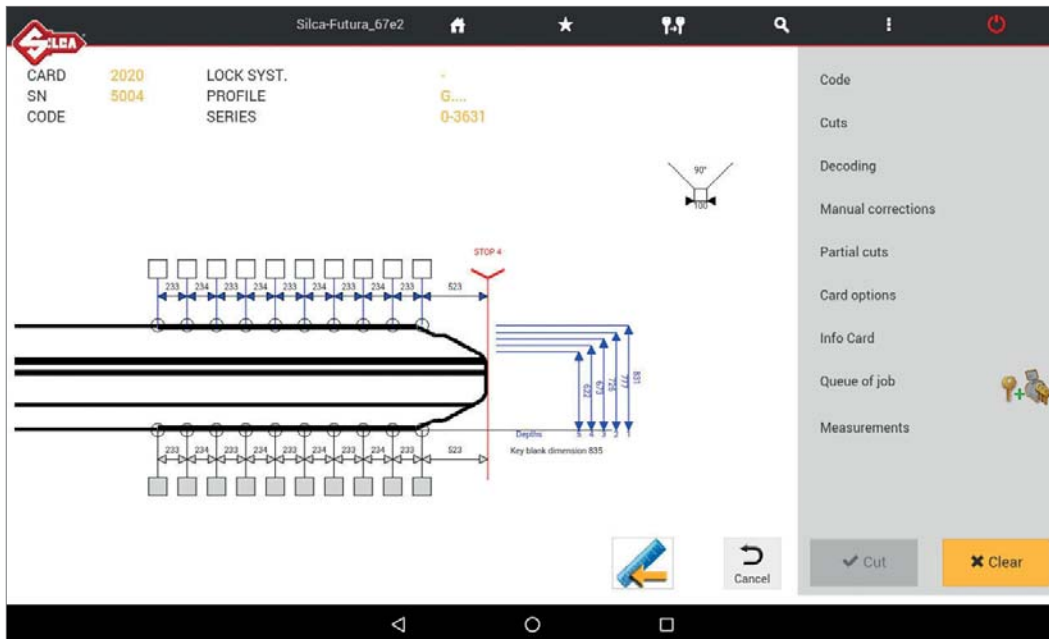 Silca-Futura_67e2
SILCA
CARD 2020 LOCK SYST. -
SN 5004 PROFILE G....
CODE SERIES 0-3631
90°
100
STOP 4
233 234 233 234 233 234 233 234 523
831
777
725
673
622
Depths 5 4 3 2 1
Key blank dimension 835
233 234 233 234 233 234 233 234 523
Code
Cuts
Decoding
Manual corrections
Partial cuts
Card options
Info Card
Queue of job
Measurements
Cancel
Cut
Clear